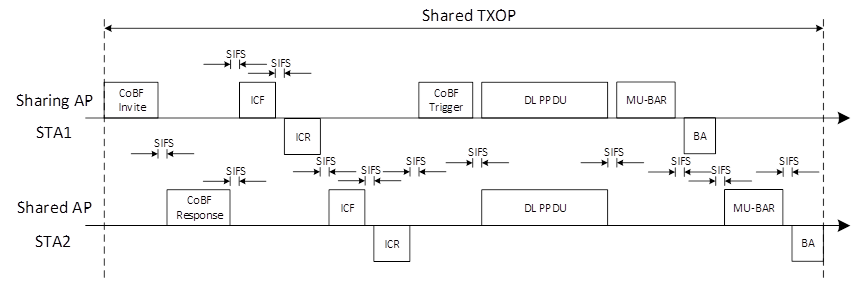 Shared TXOP
SIFS
SIFS
CoBF
Invite
ICF
CoBF
Trigger
DL PPDU
MU-BAR
Sharing AP
STA1
ICR
BA
SIFS
SIFS
SIFS
SIFS
SIFS
SIFS
SIFS
SIFS
SIFS
SIFS
CoBF
Response
ICF
DL PPDU
MU-BAR
Shared AP
STA2
ICR
BA